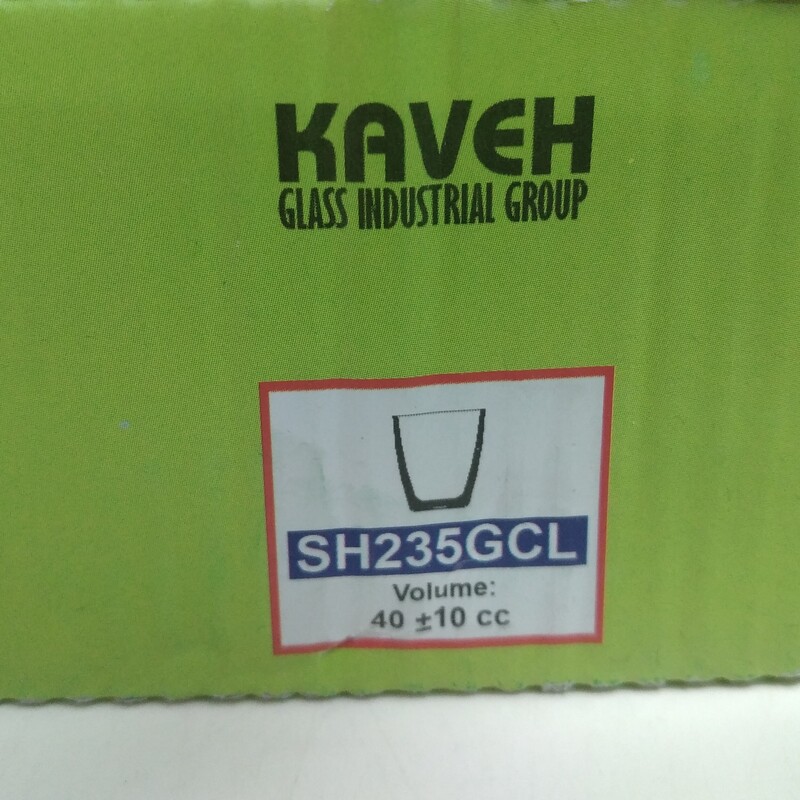 KAVEH
GLASS INDUSTRIAL GROUP
SH235GCL
Volume:
40 ±10 cc